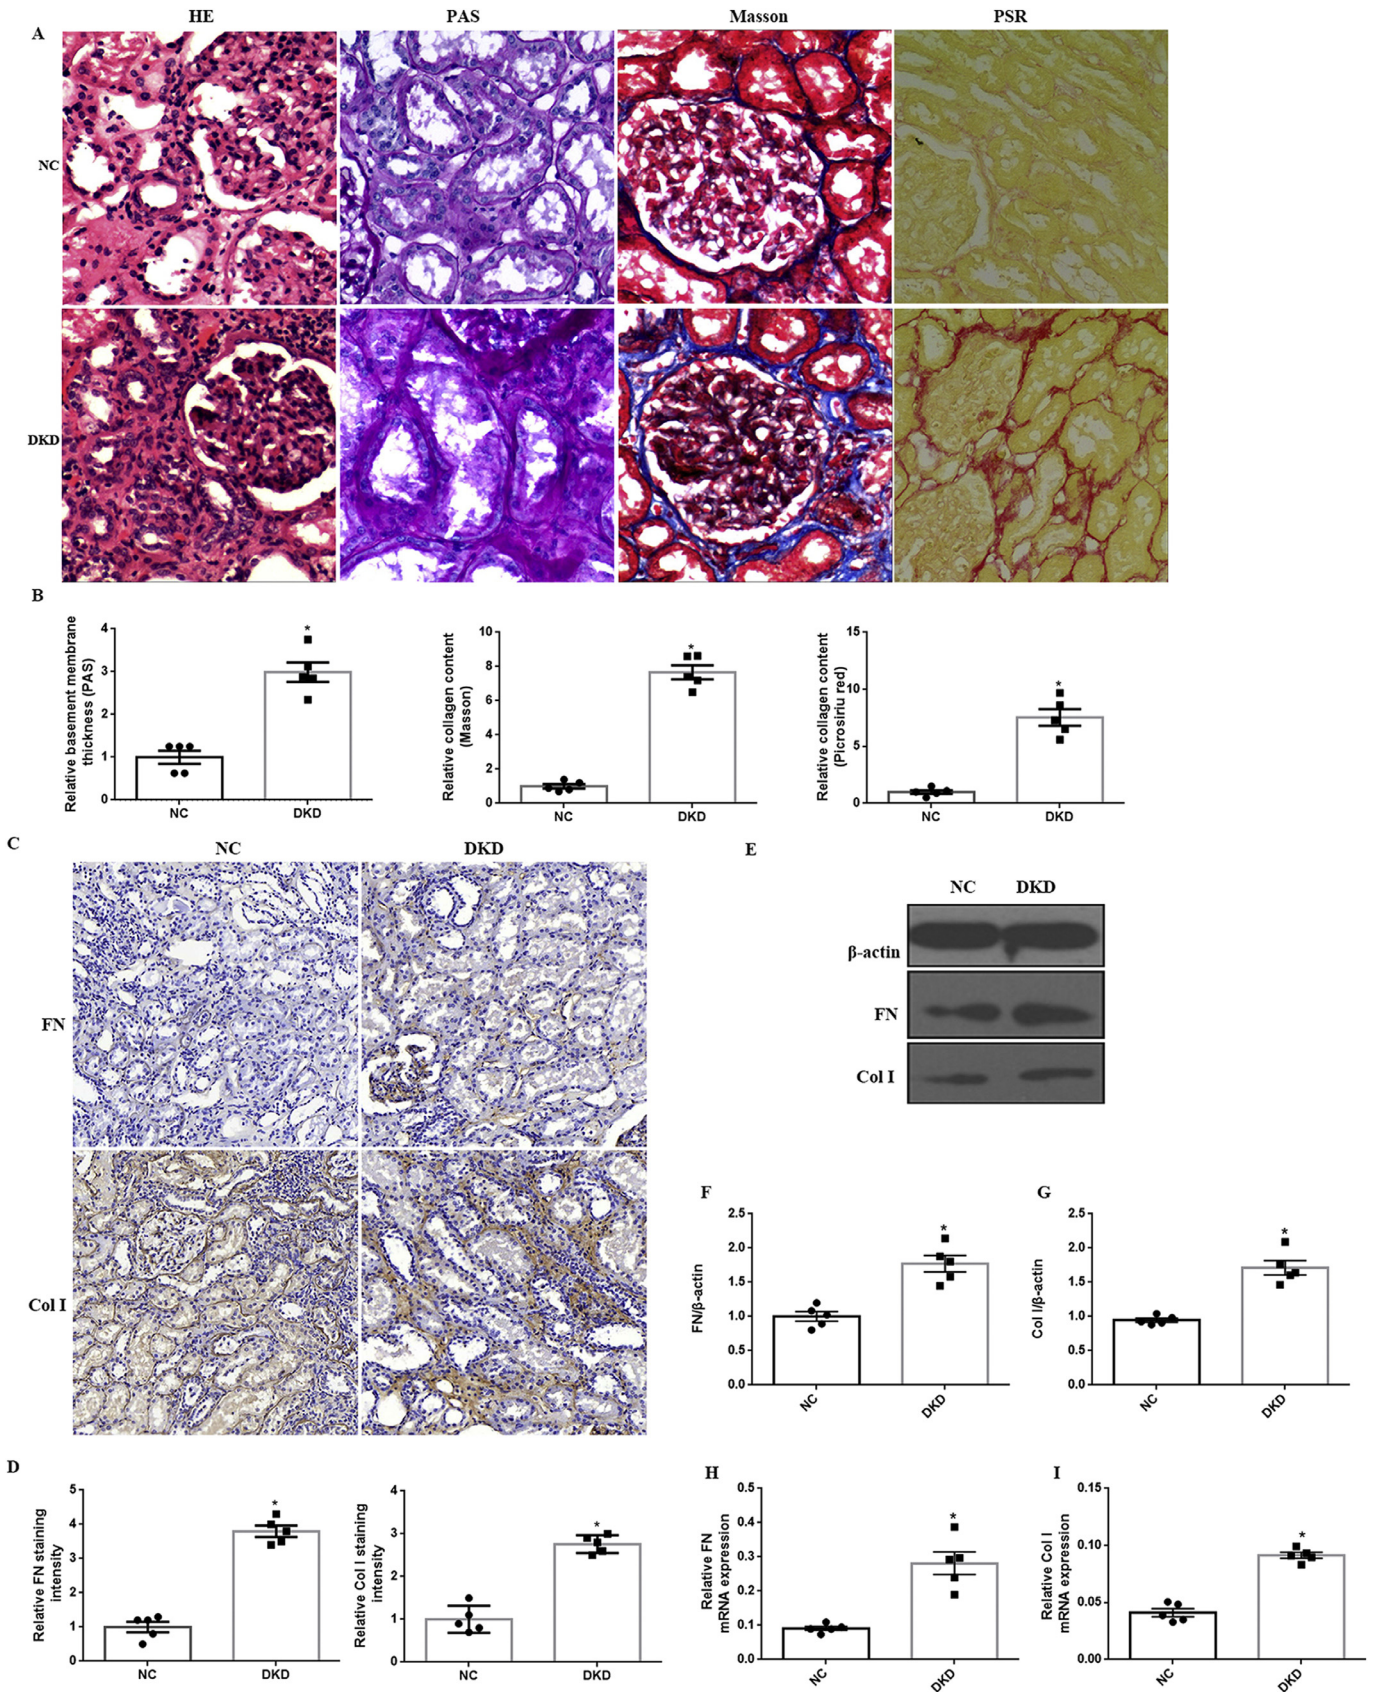 HE PAS Masson PSR
A
NC
DKD
B
Relative basement membrane
thickness (PAS)
4
3
2
1
0
*
NC DKD
Relative collagen content
(Masson)
10
8
6
4
2
0
*
NC DKD
Relative collagen content
(Picrosiriu red)
15
10
5
0
*
NC DKD
C
NC DKD
FN
Col I
E
NC DKD
β-actin
FN
Col I
F
FN/β-actin
2.5
2.0
1.5
1.0
0.5
0.0
*
NC DKD
G
Col I/β-actin
2.5
2.0
1.5
1.0
0.5
0.0
*
NC DKD
D
Relative FN staining
intensity
5
4
3
2
1
0
*
NC DKD
Relative Col I staining
intensity
4
3
2
1
0
*
NC DKD
H
Relative FN
mRNA expression
0.5
0.4
0.3
0.2
0.1
0.0
*
NC DKD
I
Relative Col I
mRNA expression
0.15
0.10
0.05
0.00
*
NC DKD